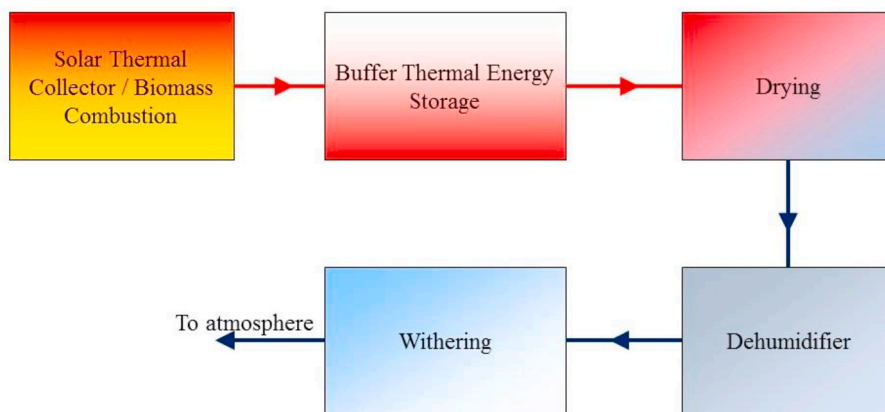 Solar Thermal
Collector / Biomass
Combustion
Buffer Thermal Energy
Storage
Drying
To atmosphere
Withering
Dehumidifier